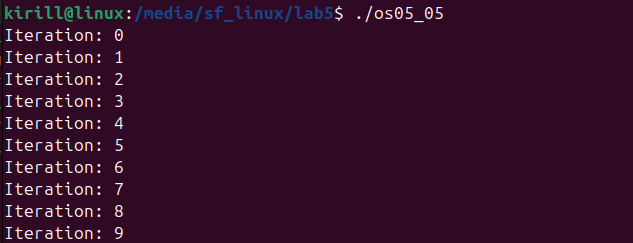 kirill@linux:/media/sf_linux/lab5$ ./os05_05
Iteration: 0
Iteration: 1
Iteration: 2
Iteration: 3
Iteration: 4
Iteration: 5
Iteration: 6
Iteration: 7
Iteration: 8
Iteration: 9